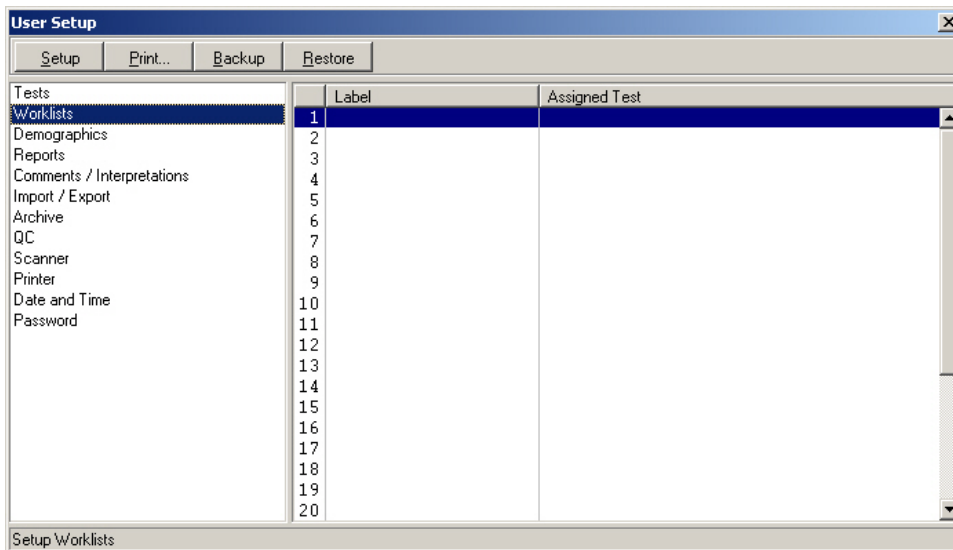 User Setup
Setup Print... Backup Restore
Tests
Worklists
Demographics
Reports
Comments / Interpretations
Import / Export
Archive
QC
Scanner
Printer
Date and Time
Password
Label Assigned Test
1
2
3
4
5
6
7
8
9
10
11
12
13
14
15
16
17
18
19
20
Setup Worklists